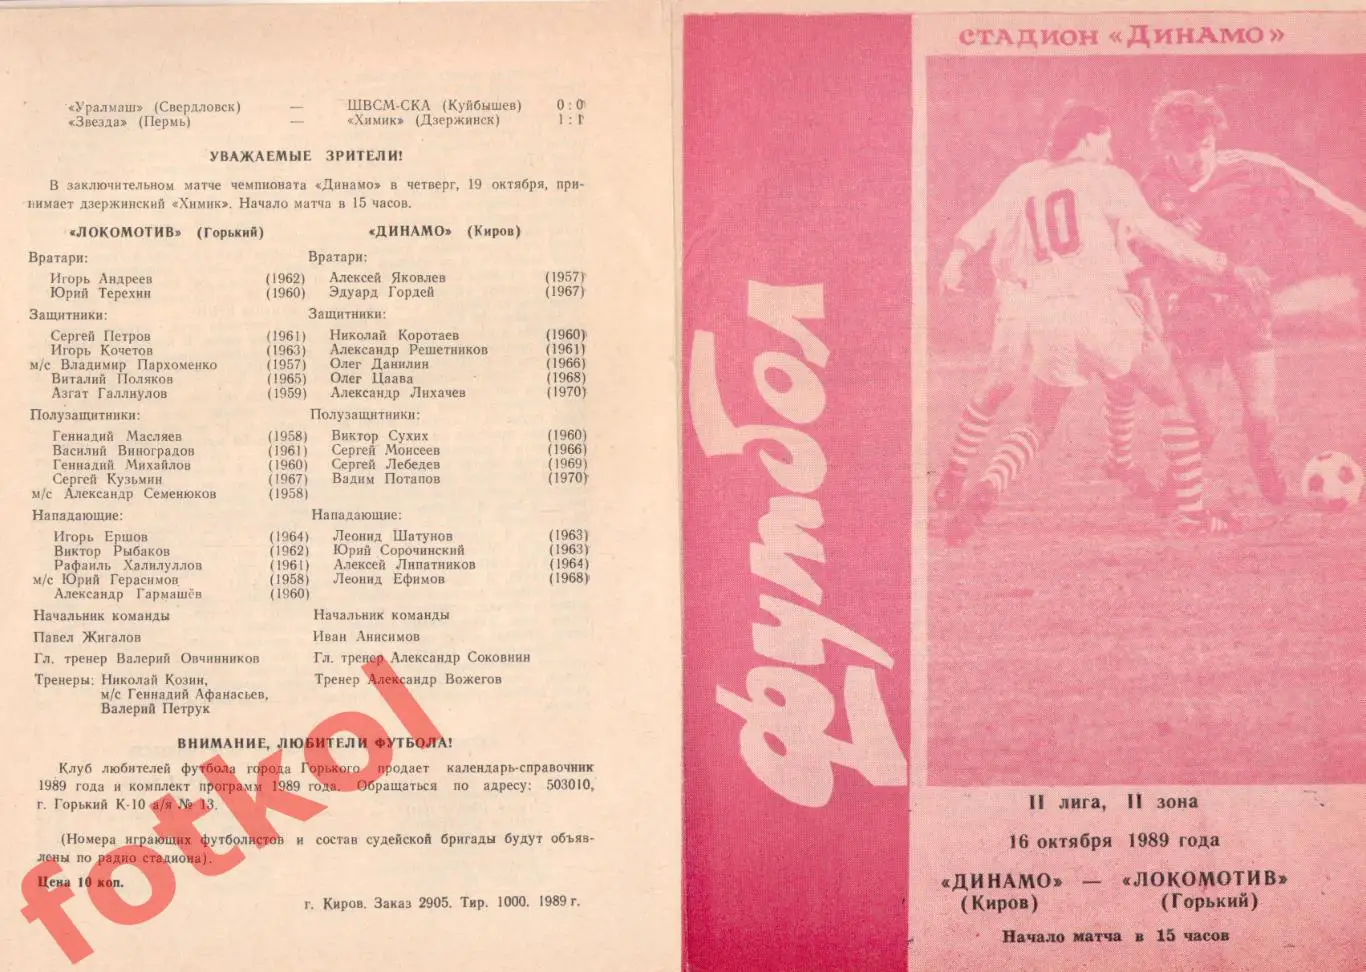 «Уралмаш» (Свердловск) — ШВСМ-СКА (Куйбышев) 0 : 0
«Звезда» (Пермь) — «Химик» (Дзержинск) 1 : 1
УВАЖАЕМЫЕ ЗРИТЕЛИ!
В заключительном матче чемпионата «Динамо» в четверг, 19 октября, при-
нимает дзержинский «Химик». Начало матча в 15 часов.
«ЛОКОМОТИВ» (Горький)
Вратари:
Игорь Андреев (1962)
Юрий Терехин (1960)
Защитники:
Сергей Петров (1961)
Игорь Кочетов (1963)
м/с Владимир Пархоменко (1957)
Виталий Поляков (1965)
Азгат Галлиулов (1959)
Полузащитники:
Геннадий Масляев (1958)
Василий Виноградов (1961)
Геннадий Михайлов (1960)
Сергей Кузьмин (1967)
м/с Александр Семенюков (1958)
Нападающие:
Игорь Ершов (1964)
Виктор Рыбаков (1962)
Рафаиль Халилуллов (1961)
м/с Юрий Герасимов (1958)
Александр Гармашёв (1960)
Начальник команды
Павел Жигалов
Гл. тренер Валерий Овчинников
Тренеры: Николай Козин,
м/с Геннадий Афанасьев,
Валерий Петрук
«ДИНАМО» (Киров)
Вратари:
Алексей Яковлев (1957)
Эдуард Гордей (1967)
Защитники:
Николай Коротаев (1960)
Александр Решетников (1961)
Олег Данилин (1966)
Олег Цаава (1968)
Александр Лихачев (1970)
Полузащитники:
Виктор Сухих (1960)
Сергей Моисеев (1966)
Сергей Лебедев (1969)
Вадим Потапов (1970)
Нападающие:
Леонид Шатунов (1963)
Юрий Сорочинский (1963)
Алексей Липатников (1964)
Леонид Ефимов (1968)
Начальник команды
Иван Анисимов
Гл. тренер Александр Соковнин
Тренер Александр Вожегов
ВНИМАНИЕ, ЛЮБИТЕЛИ ФУТБОЛА!
Клуб любителей футбола города Горького продает календарь-справочник
1989 года и комплект программ 1989 года. Обращаться по адресу: 503010,
г. Горький К-10 а/я № 13.
(Номера играющих футболистов и состав судейской бригады будут объяв-
лены по радио стадиона).
Цена 10 коп.
г. Киров. Заказ 2905. Тир. 1000. 1989 г.
fotkol
СТАДИОН «ДИНАМО»
футбол
10
II лига, II зона
16 октября 1989 года
«ДИНАМО» — «ЛОКОМОТИВ»
(Киров) (Горький)
Начало матча в 15 часов